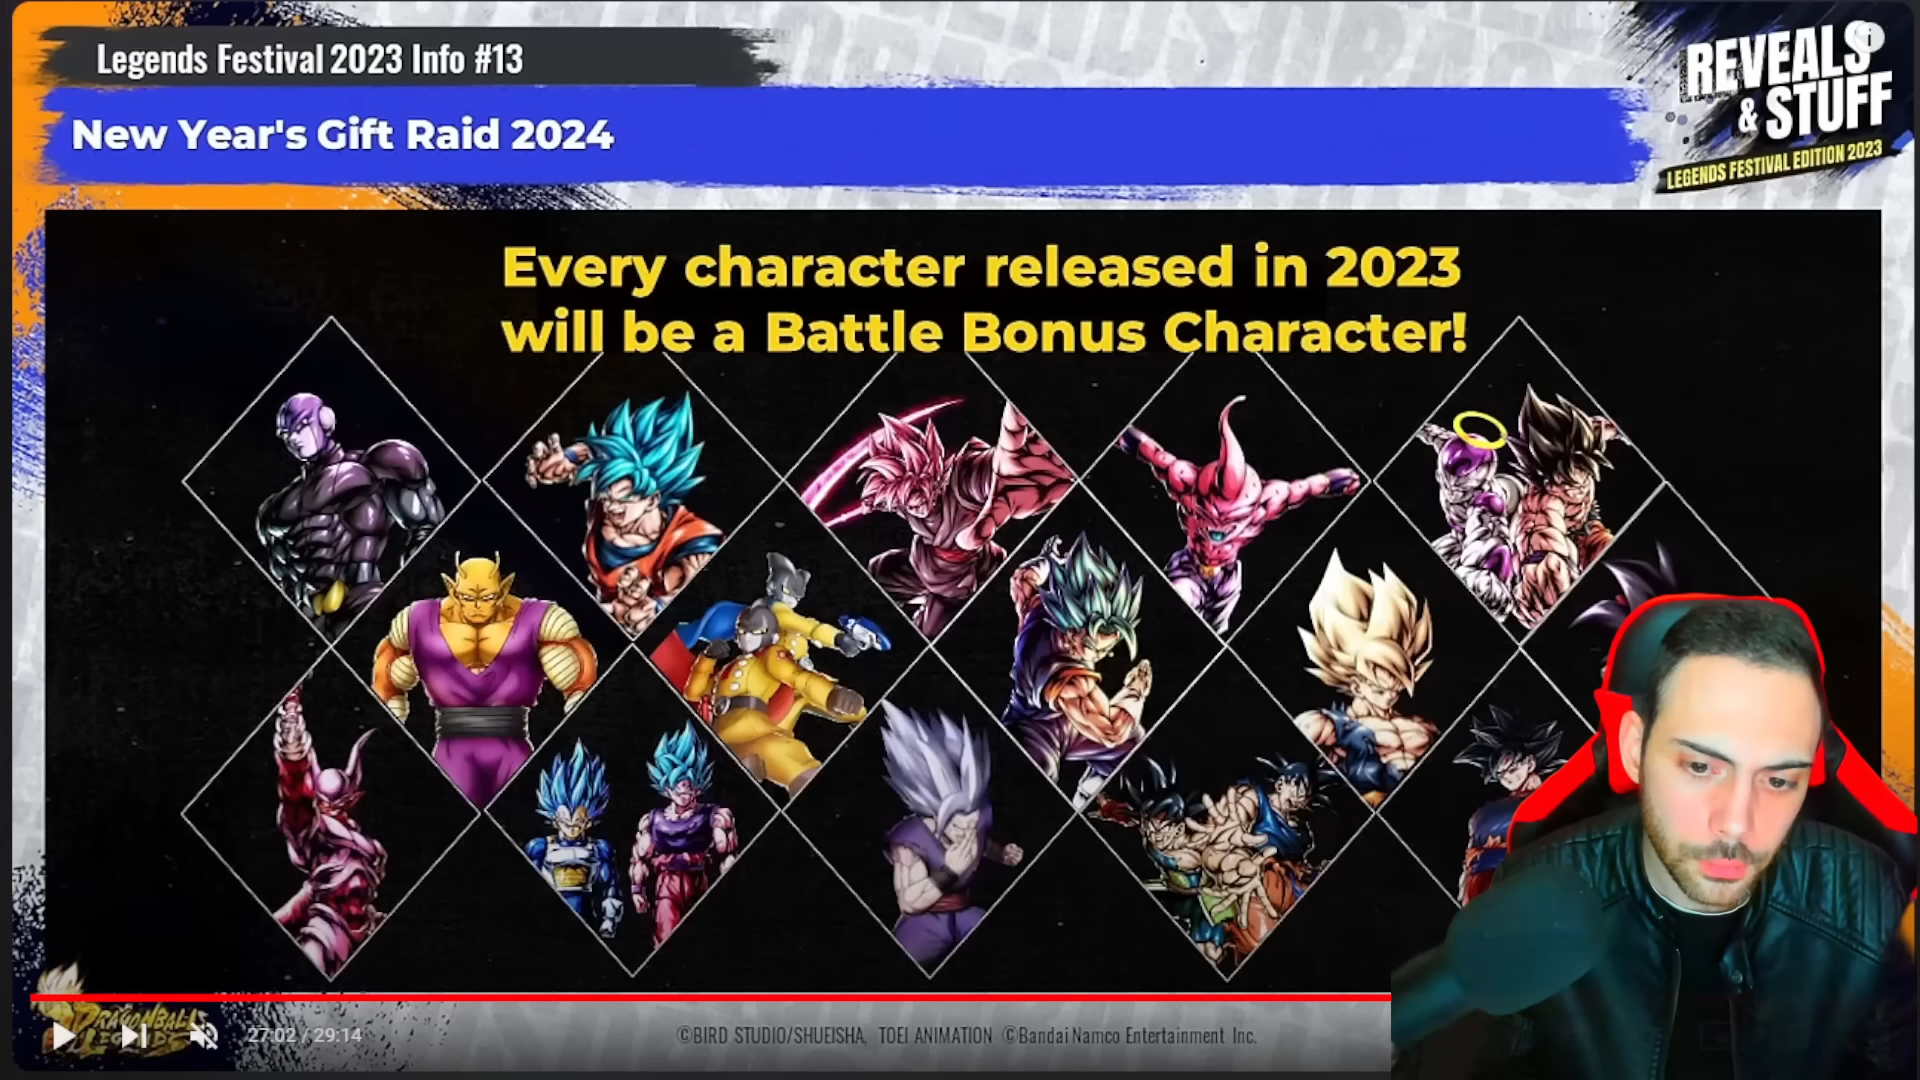 Legends Festival 2023 Info #13
New Year's Gift Raid 2024
REVEALS
& STUFF
LEGENDS FESTIVAL EDITION 2023
Every character released in 2023
will be a Battle Bonus Character!
DRAGONBALL
LEGENDS
27:02 / 29:14
©BIRD STUDIO/SHUEISHA, TOEI ANIMATION ©Bandai Namco Entertainment Inc.